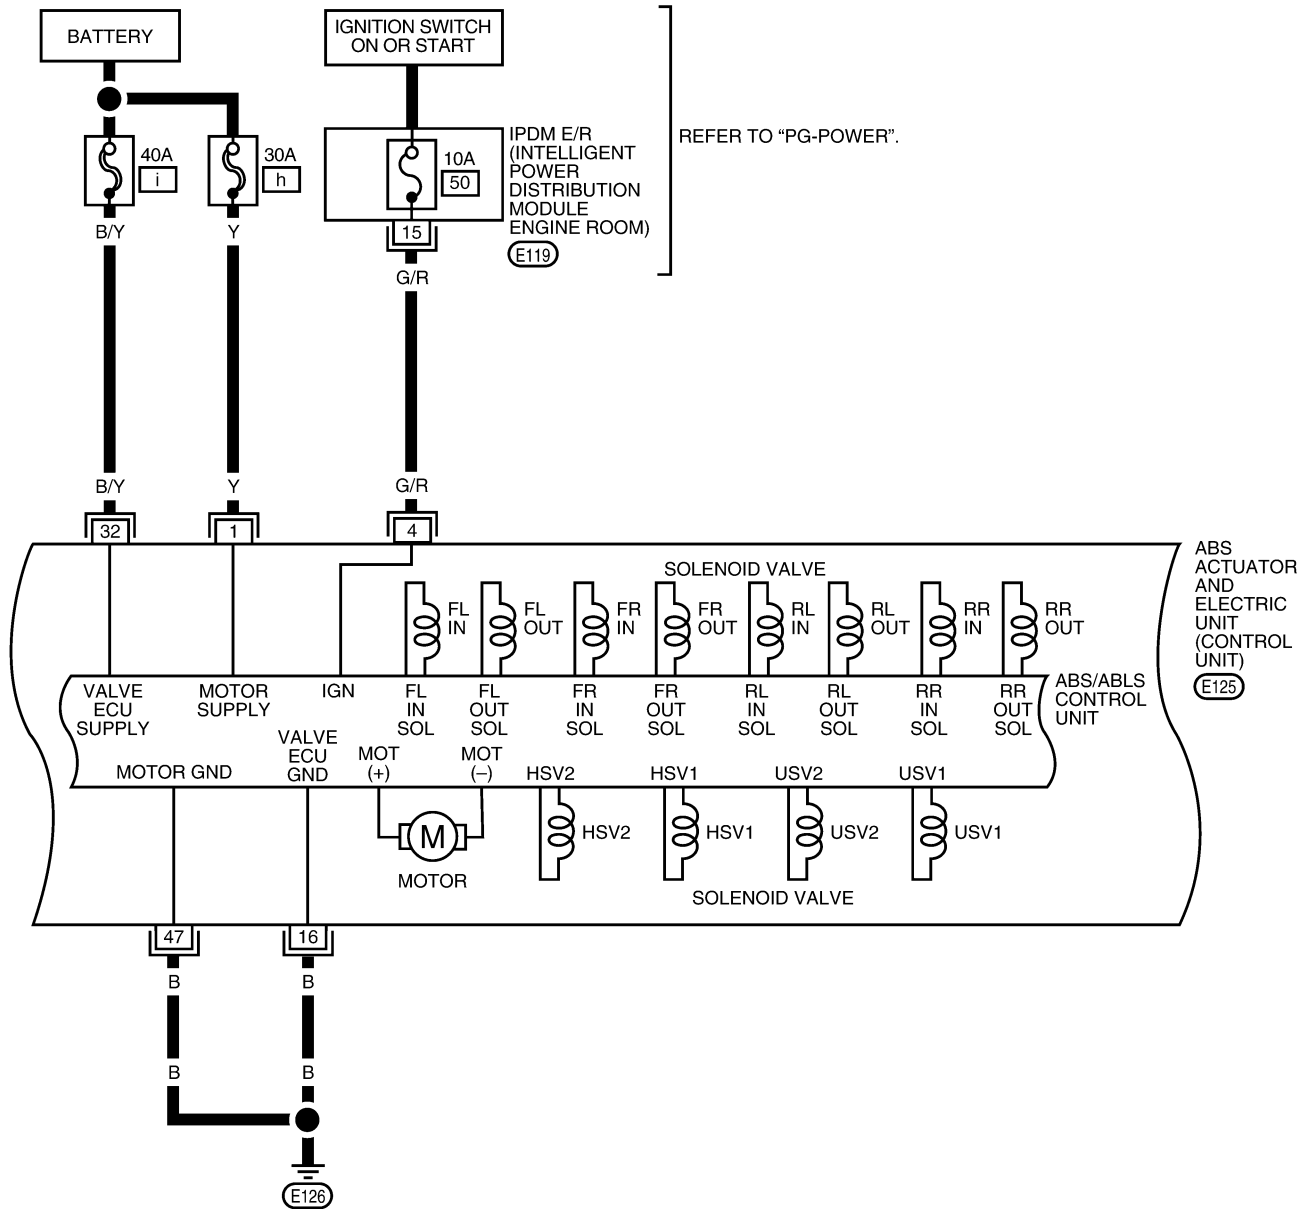 BATTERY
IGNITION SWITCH
ON OR START
REFER TO “PG-POWER”.
40A
i
30A
h
10A
50
IPDM E/R
(INTELLIGENT
POWER
DISTRIBUTION
MODULE
ENGINE ROOM)
E119
B/Y
Y
15
G/R
B/Y
Y
G/R
32
1
4
ABS
ACTUATOR
AND
ELECTRIC
UNIT
(CONTROL
UNIT)
E125
SOLENOID VALVE
FL
IN
FL
OUT
FR
IN
FR
OUT
RL
IN
RL
OUT
RR
IN
RR
OUT
VALVE
ECU
SUPPLY
MOTOR
SUPPLY
IGN
FL
IN
SOL
FL
OUT
SOL
FR
IN
SOL
FR
OUT
SOL
RL
IN
SOL
RL
OUT
SOL
RR
IN
SOL
RR
OUT
SOL
ABS/ABLS
CONTROL
UNIT
MOTOR GND
VALVE
ECU
GND
MOT
(+)
MOT
(–)
HSV2
HSV1
USV2
USV1
M
MOTOR
HSV2
HSV1
USV2
USV1
SOLENOID VALVE
47
16
B
B
B
B
E126